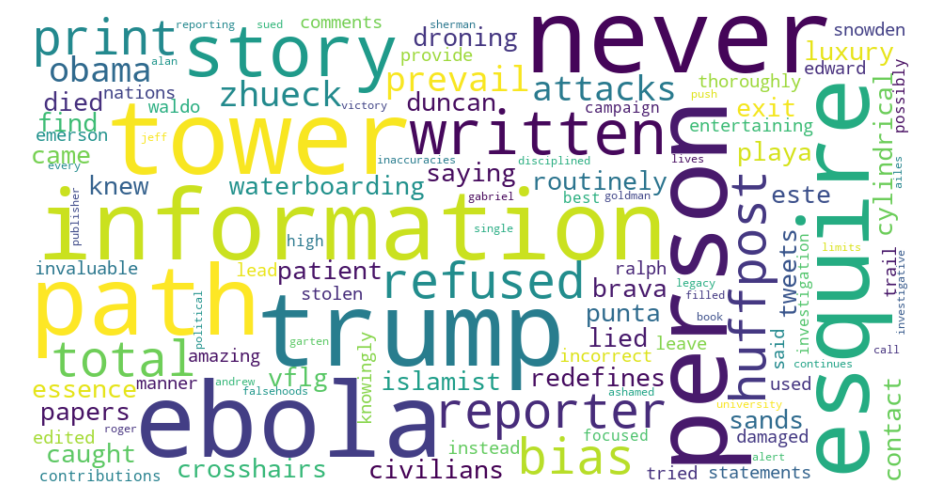 reporting sued comments sherman never snowden
print alan story droning luxury
obama provide prevail attacks thoroughly edward
died nations waldo zhueck victory duncan campaign push exit possibly
find emerson jeff tower written entertaining
came every inaccuracies saying disciplined lives playa cylindrical
knew waterboarding gabriel routinely best goldman person este esquire ailes
publisher information single huffpost
high limits
invaluable lead patient refused ralph legacy tweets trail investigative
path stolen brava filled investigation
political trump punta book call
total garten lied leave said
amazing knowingly incorrect continues
essence manner andrew vflg islamist redefines used contact
papers roger falsehoods ebola reporter ashamed university sands
edited caught instead bias focused damaged alert
contributions crosshairs civilians tried statements